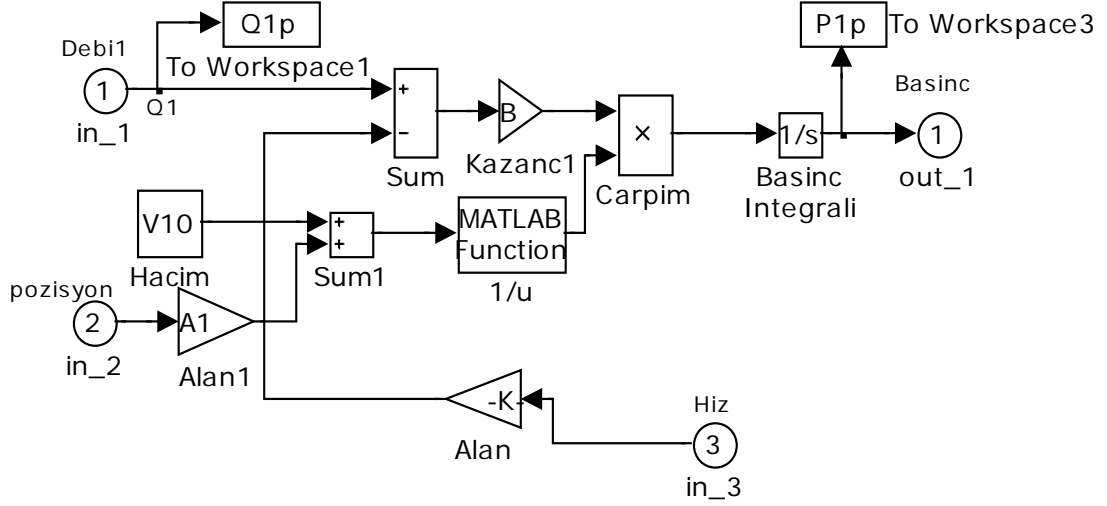 Q1p
P1p
To Workspace3
Debi1
To Workspace1
Basinc
1
Q1
in_1
+
−
B
×
1/s
1
Sum
Kazanc1
Carpim
Basinc
Integrali
out_1
V10
+
+
MATLAB
Function
Hacim
Sum1
1/u
pozisyon
2
A1
in_2
Alan1
-K-
Hiz
Alan
3
in_3